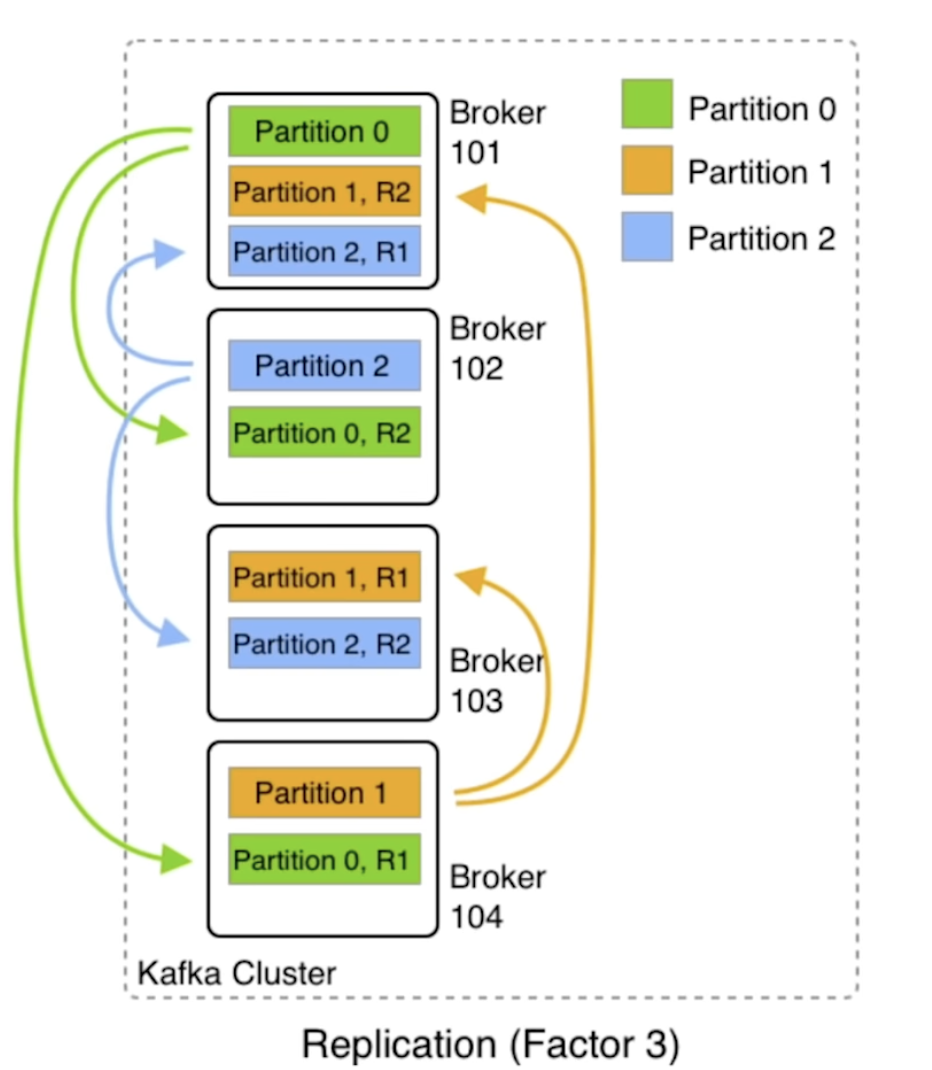 Partition 0
Partition 1, R2
Partition 2, R1
Broker
101
Partition 0
Partition 1
Partition 2
Partition 2
Partition 0, R2
Broker
102
Partition 1, R1
Partition 2, R2
Broker
103
Partition 1
Partition 0, R1
Broker
104
Kafka Cluster
Replication (Factor 3)